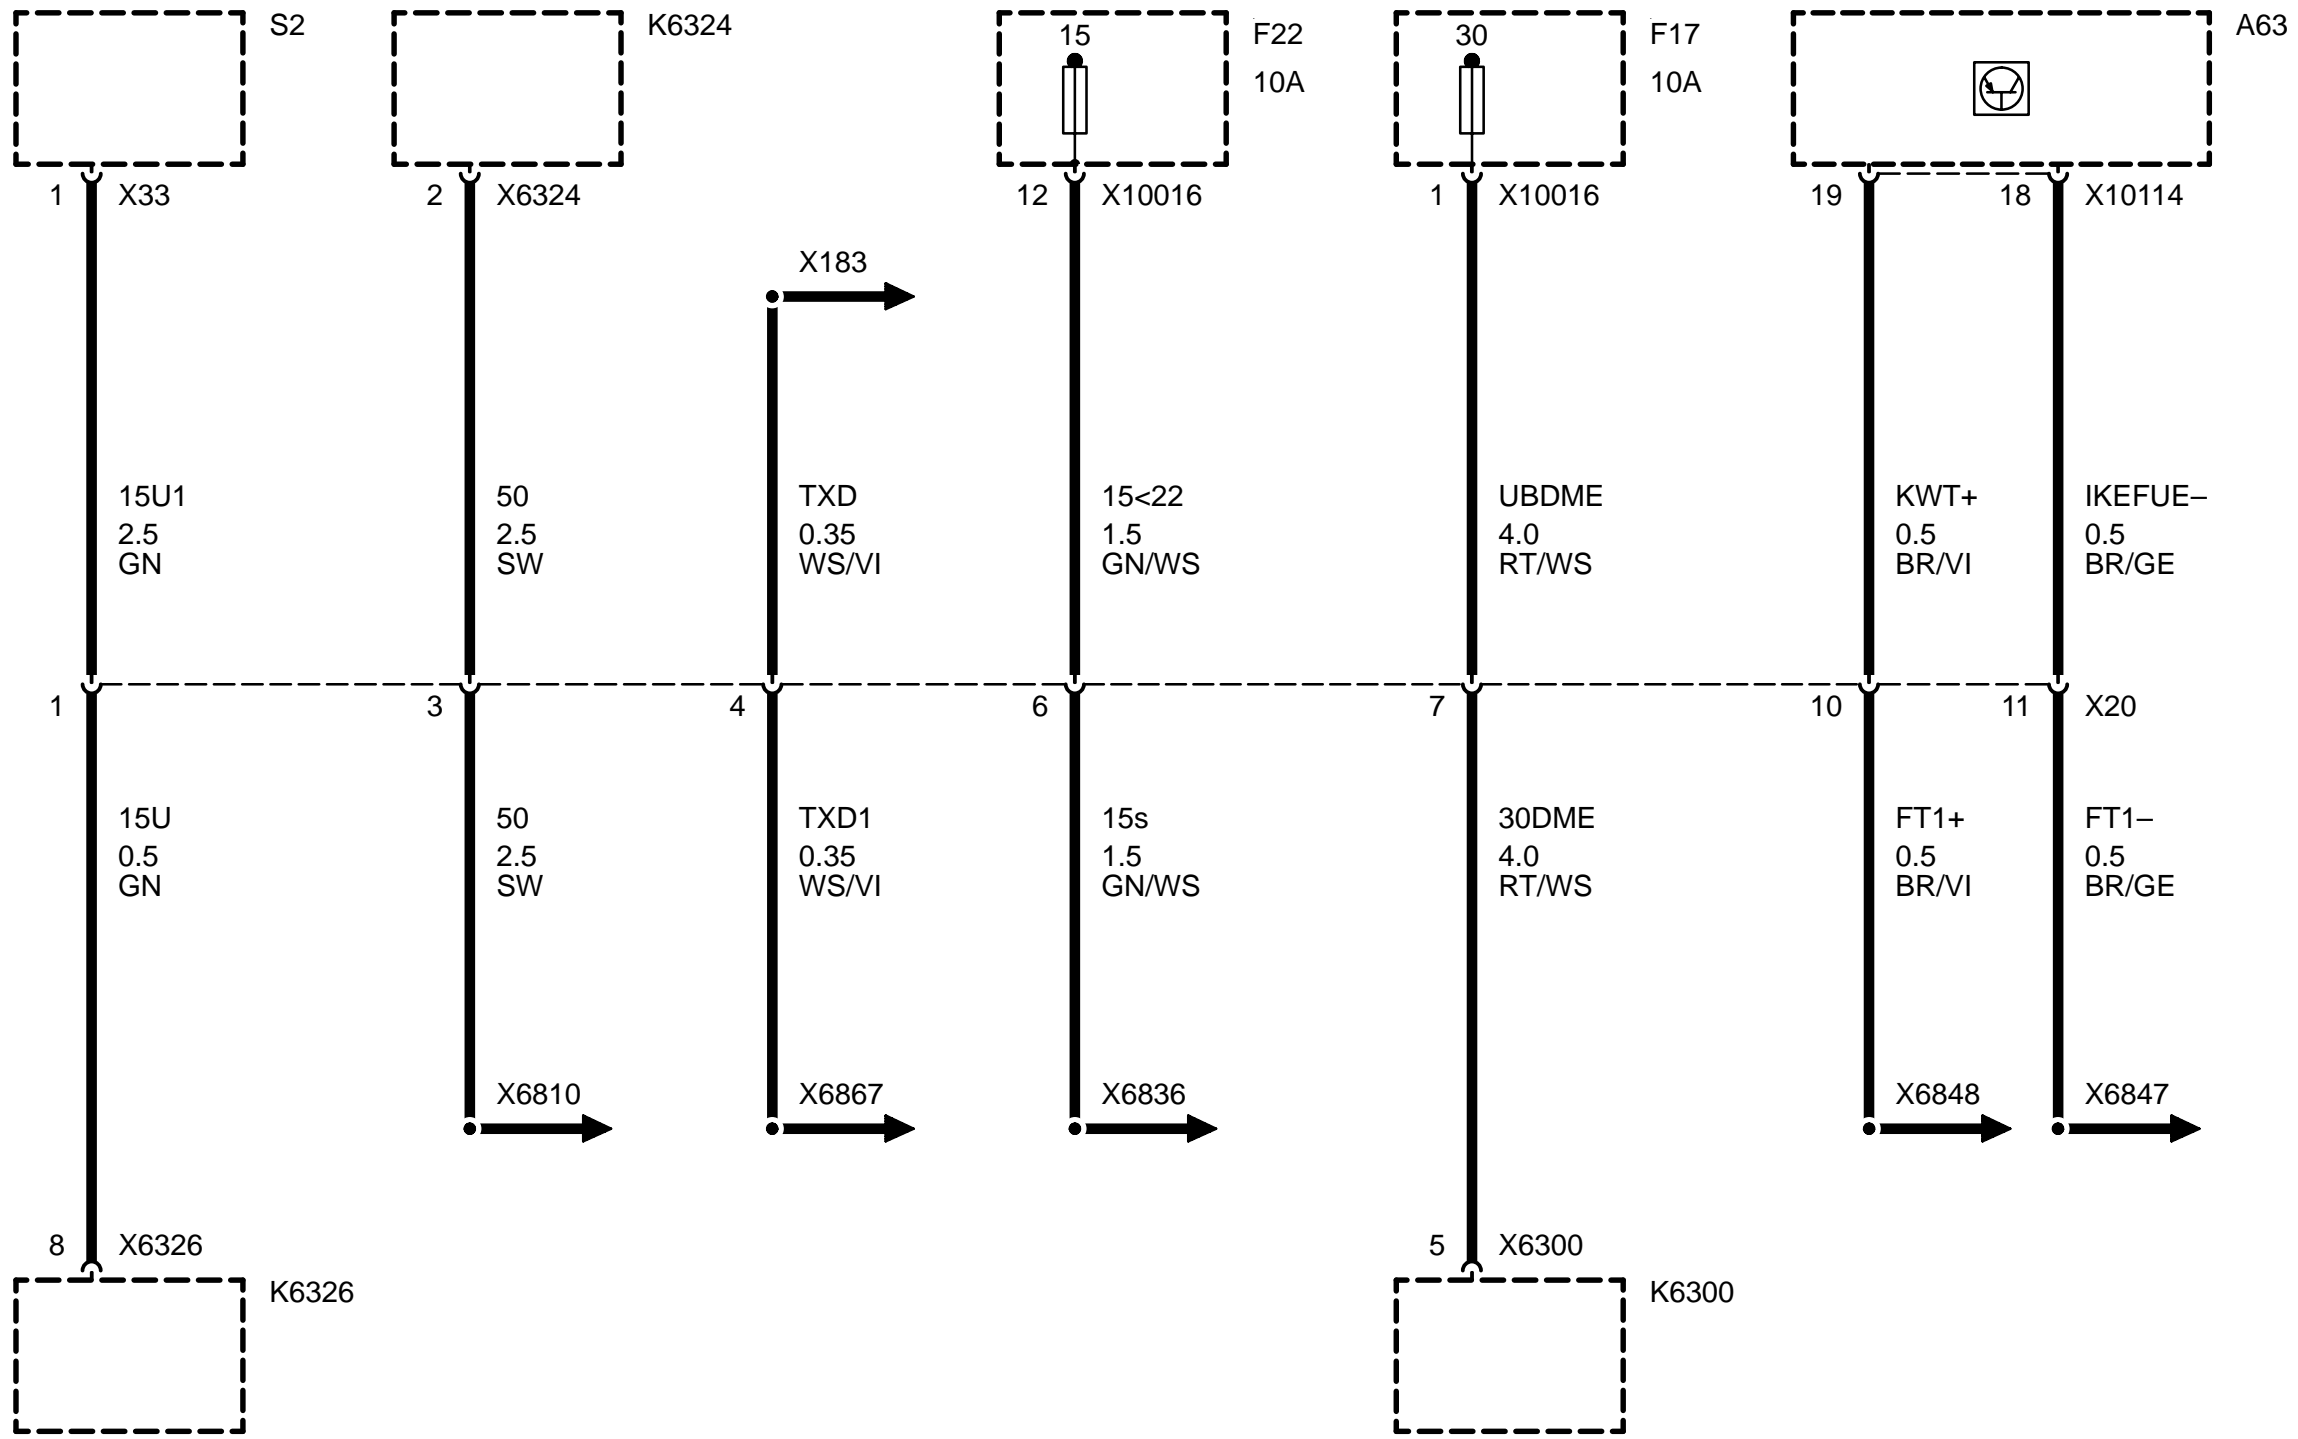 S2
K6324
15
F22
10A
30
F17
10A
A63
1 X33
2 X6324
12 X10016
1 X10016
19
18 X10114
X183
15U1
2.5
GN
50
2.5
SW
TXD
0.35
WS/VI
15<22
1.5
GN/WS
UBDME
4.0
RT/WS
KWT+
0.5
BR/VI
IKEFUE–
0.5
BR/GE
1
3
4
6
7
10
11 X20
15U
0.5
GN
50
2.5
SW
TXD1
0.35
WS/VI
15s
1.5
GN/WS
30DME
4.0
RT/WS
FT1+
0.5
BR/VI
FT1–
0.5
BR/GE
X6810
X6867
X6836
X6848
X6847
8 X6326
5 X6300
K6326
K6300